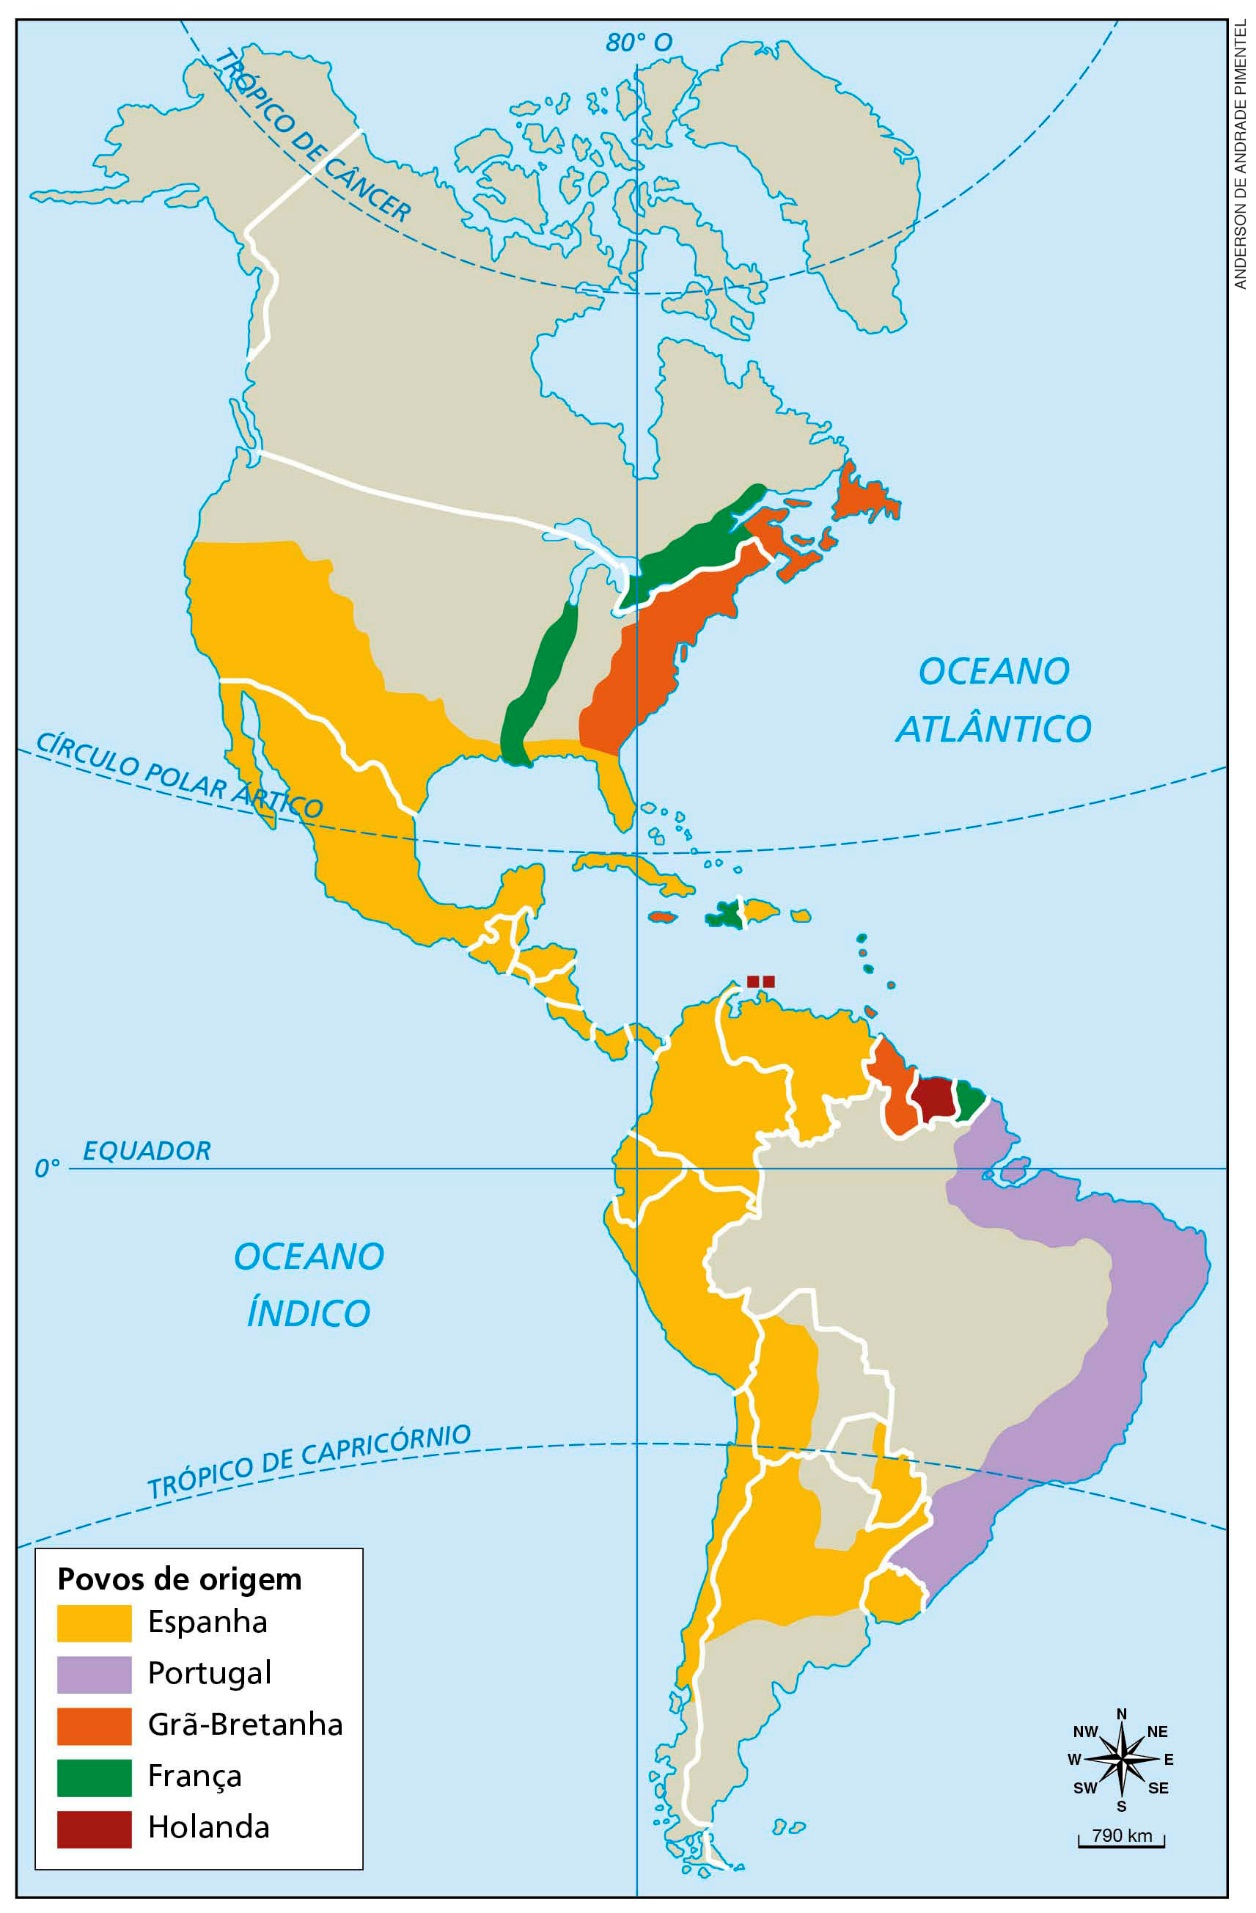 80° O
ANDERSON DE ANDRADE PIMENTEL
TRÓPICO DE CÂNCER
OCEANO
ATLÂNTICO
CÍRCULO POLAR ÁRTICO
EQUADOR
0°
OCEANO
ÍNDICO
TRÓPICO DE CAPRICÓRNIO
Povos de origem
Espanha
Portugal
Grã-Bretanha
França
Holanda
N
NW
NE
W
E
SW
SE
S
790 km